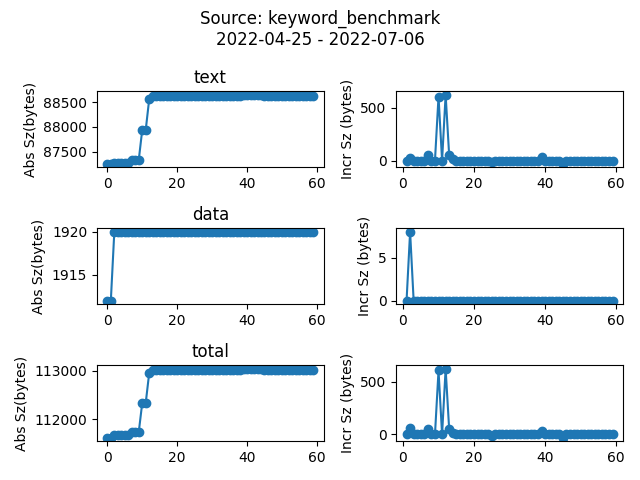 Source: keyword_benchmark
2022-04-25 - 2022-07-06
text
Abs Sz(bytes)
88500
88000
87500
0 20 40 60
Incr Sz (bytes)
500
0
0 20 40 60
data
Abs Sz(bytes)
1920
1915
0 20 40 60
Incr Sz (bytes)
5
0
0 20 40 60
total
Abs Sz(bytes)
113000
112000
0 20 40 60
Incr Sz (bytes)
500
0
0 20 40 60